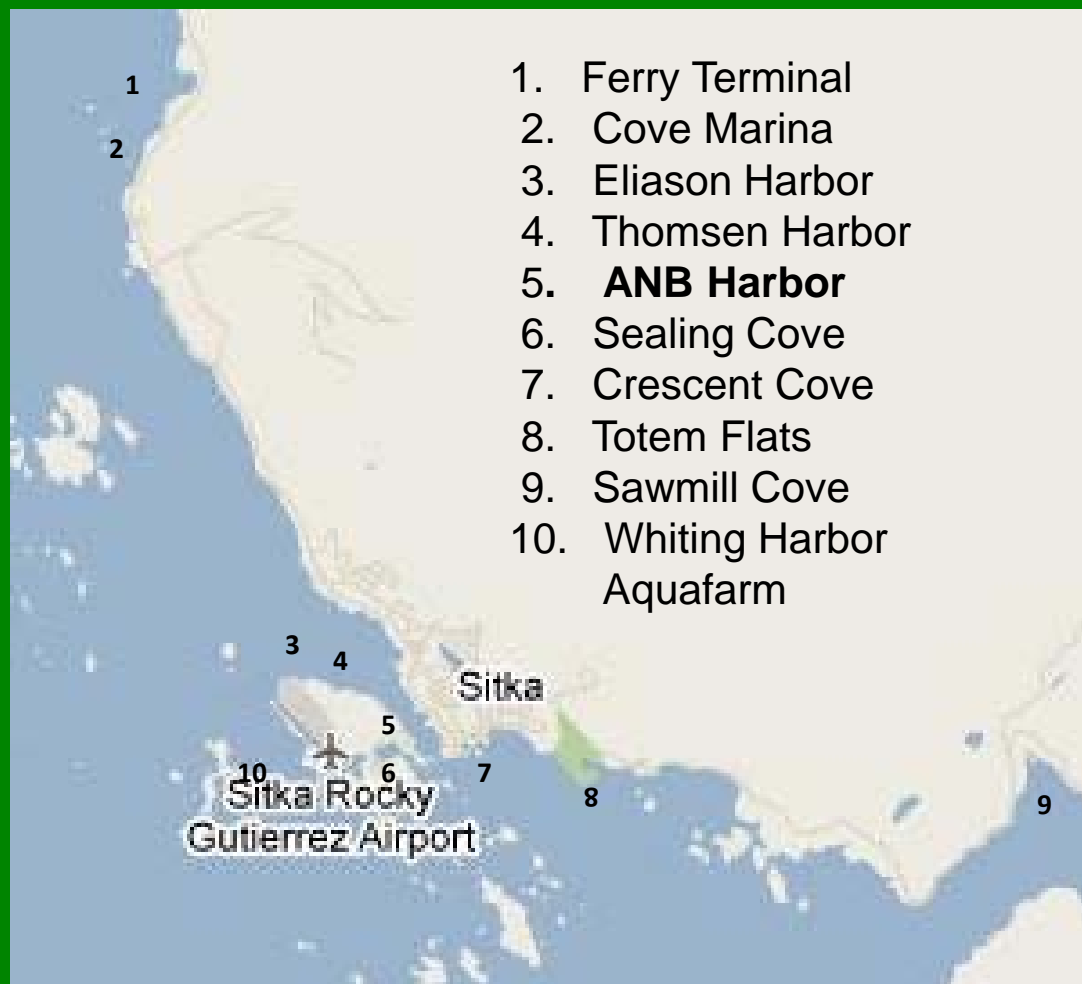 1. Ferry Terminal
2. Cove Marina
3. Eliason Harbor
4. Thomsen Harbor
5. ANB Harbor
6. Sealing Cove
7. Crescent Cove
8. Totem Flats
9. Sawmill Cove
10. Whiting Harbor
Aquafarm
1
2
3
4
Sitka
5
10
6
7
Sitka Rocky
Gutierrez Airport
8
9